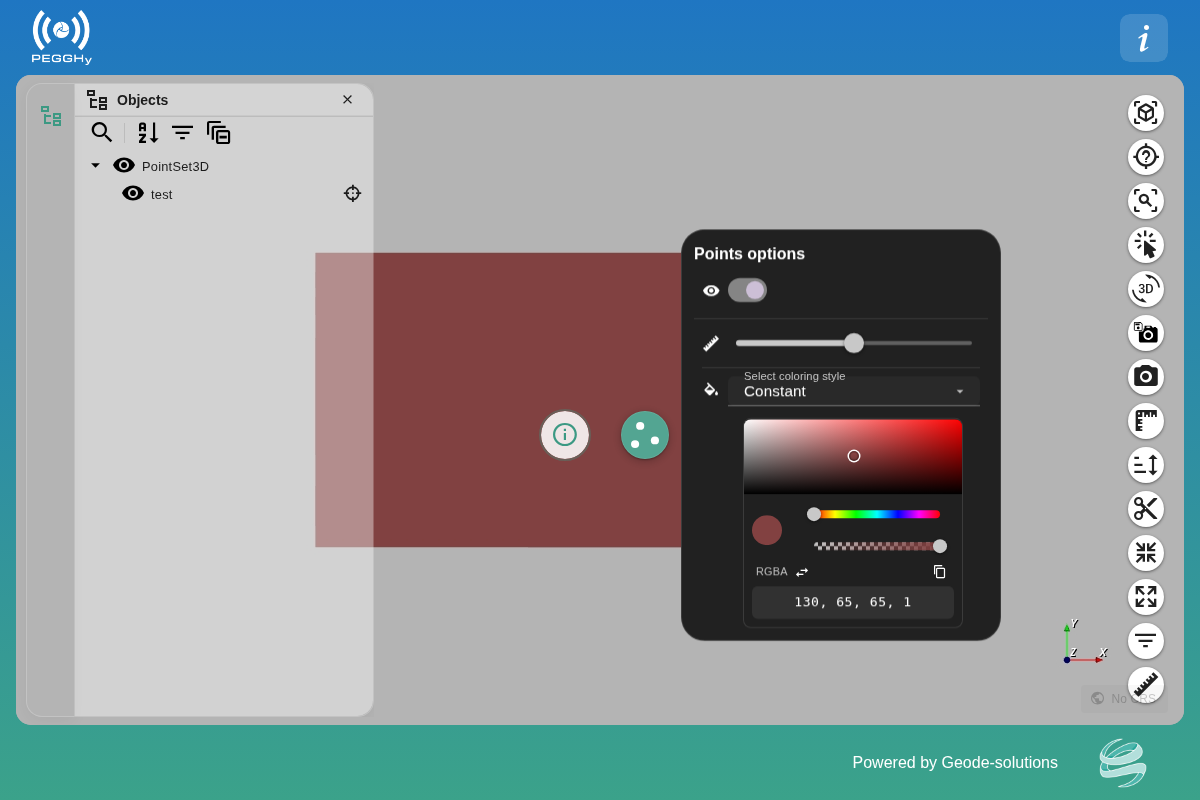 PEGGHy
i
Objects
A
Z
PointSet3D
test
3D
Points options
Select coloring style
Constant
RGBA
130, 65, 65, 1
Y
Z
X
No CRS
Powered by Geode-solutions